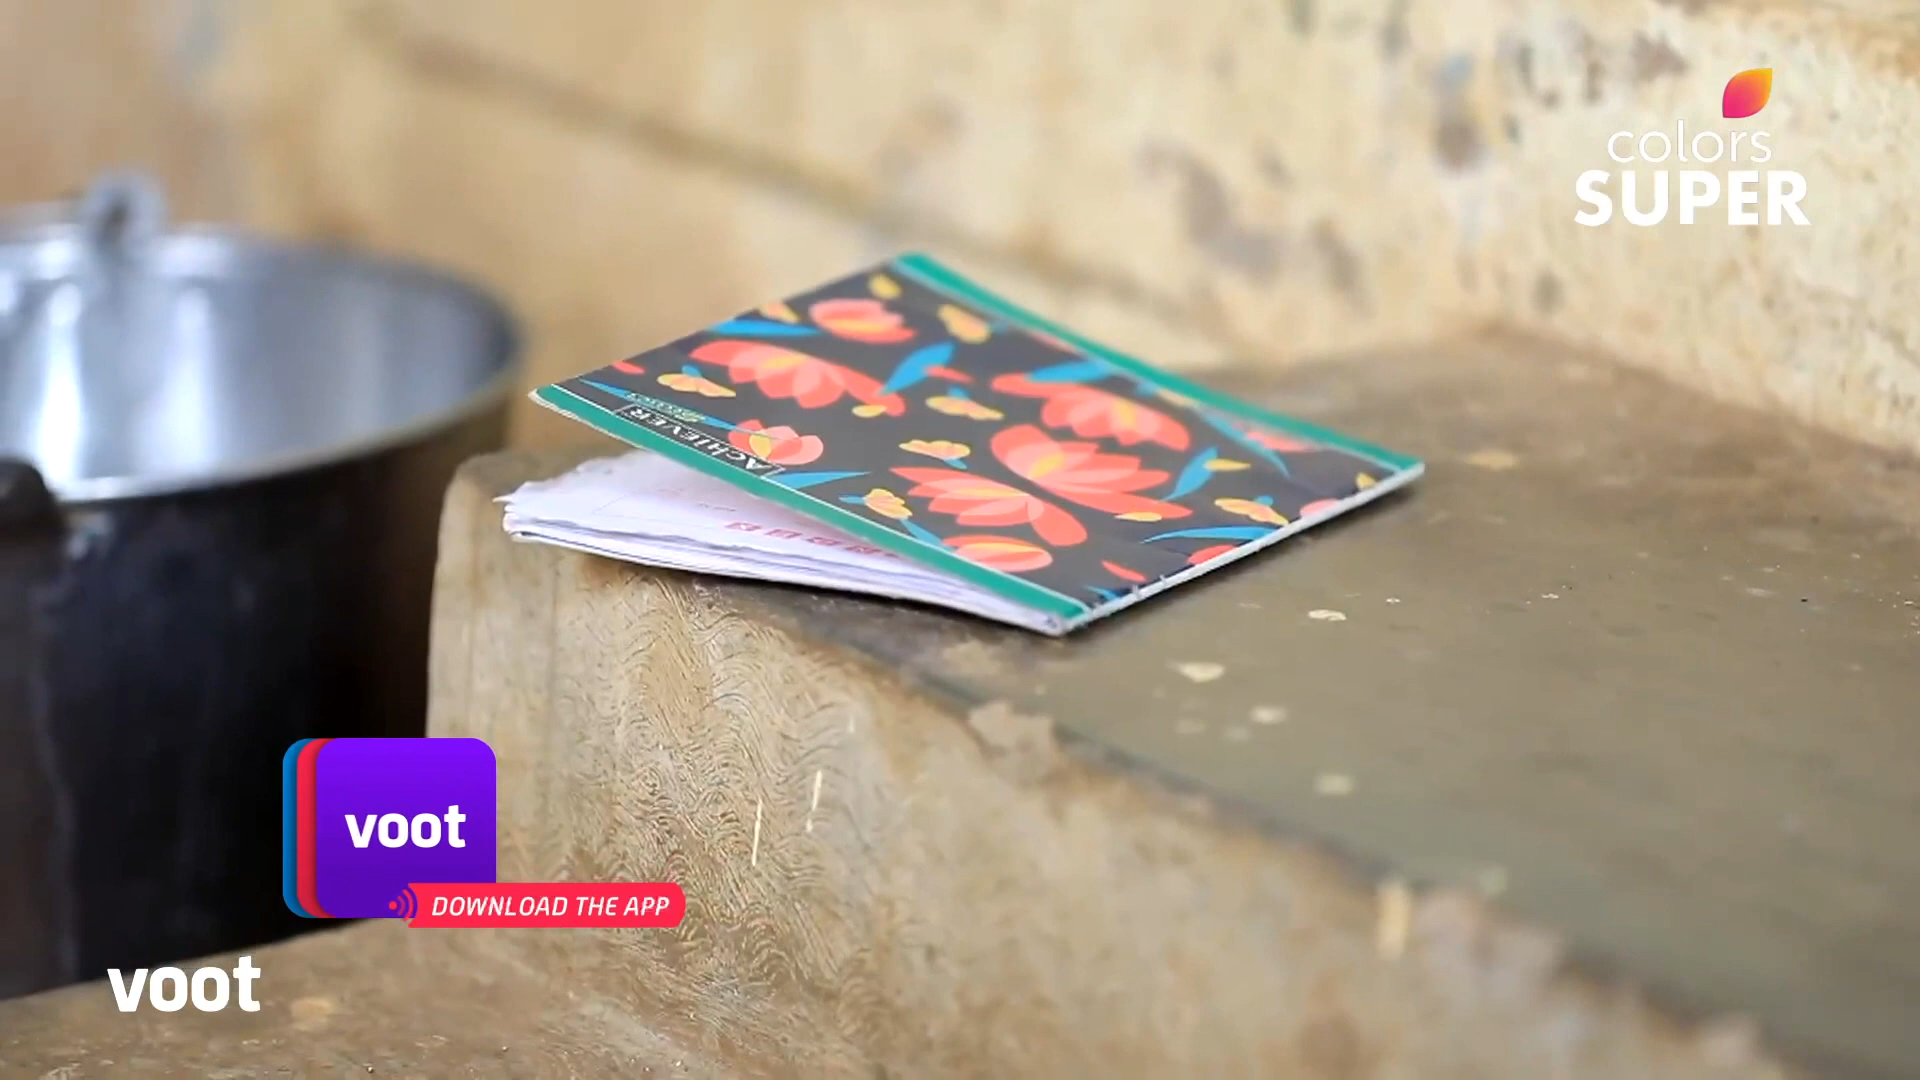 colors
SUPER
ACHIEVER
voot
DOWNLOAD THE APP
voot